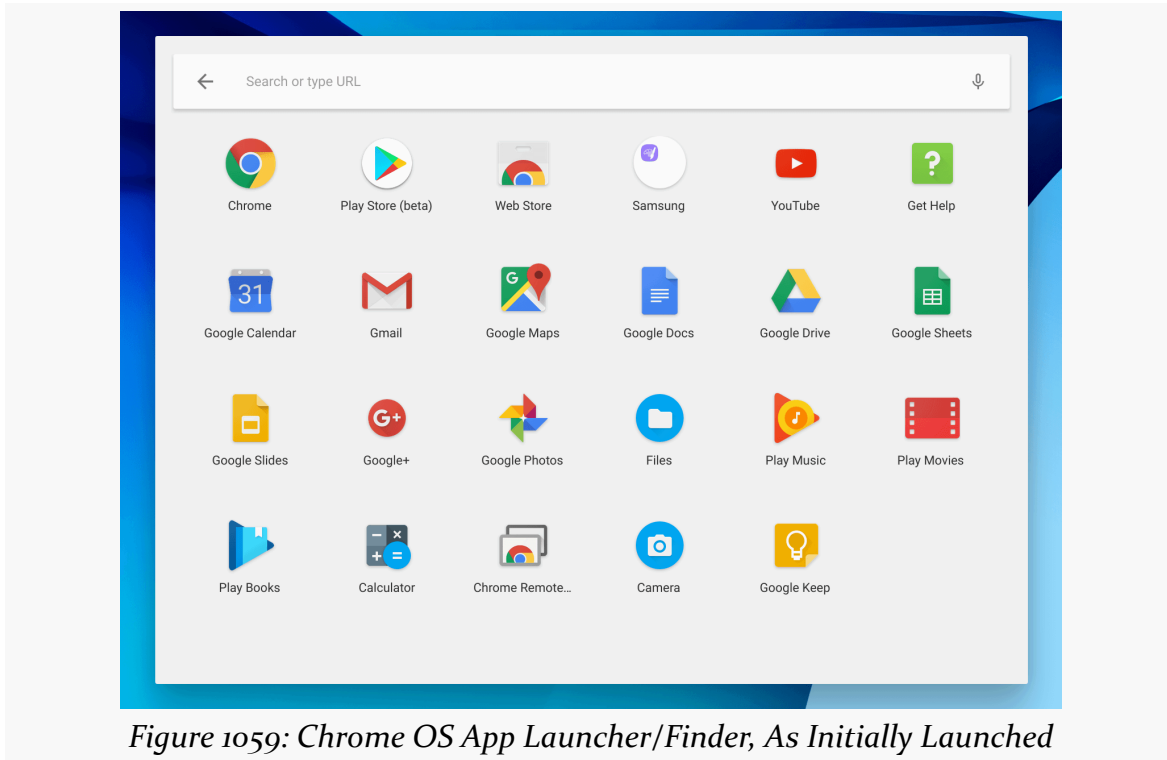 Search or type URL
Chrome
Play Store (beta)
Web Store
Samsung
YouTube
? Get Help
31
G
Google Calendar
Gmail
Google Maps
Google Docs
Google Drive
Google Sheets
G+
Google Slides
Google+
Google Photos
Files
Play Music
Play Movies
− ×
+ =
Play Books
Calculator
Chrome Remote...
Camera
Google Keep
Figure 1059: Chrome OS App Launcher/Finder, As Initially Launched